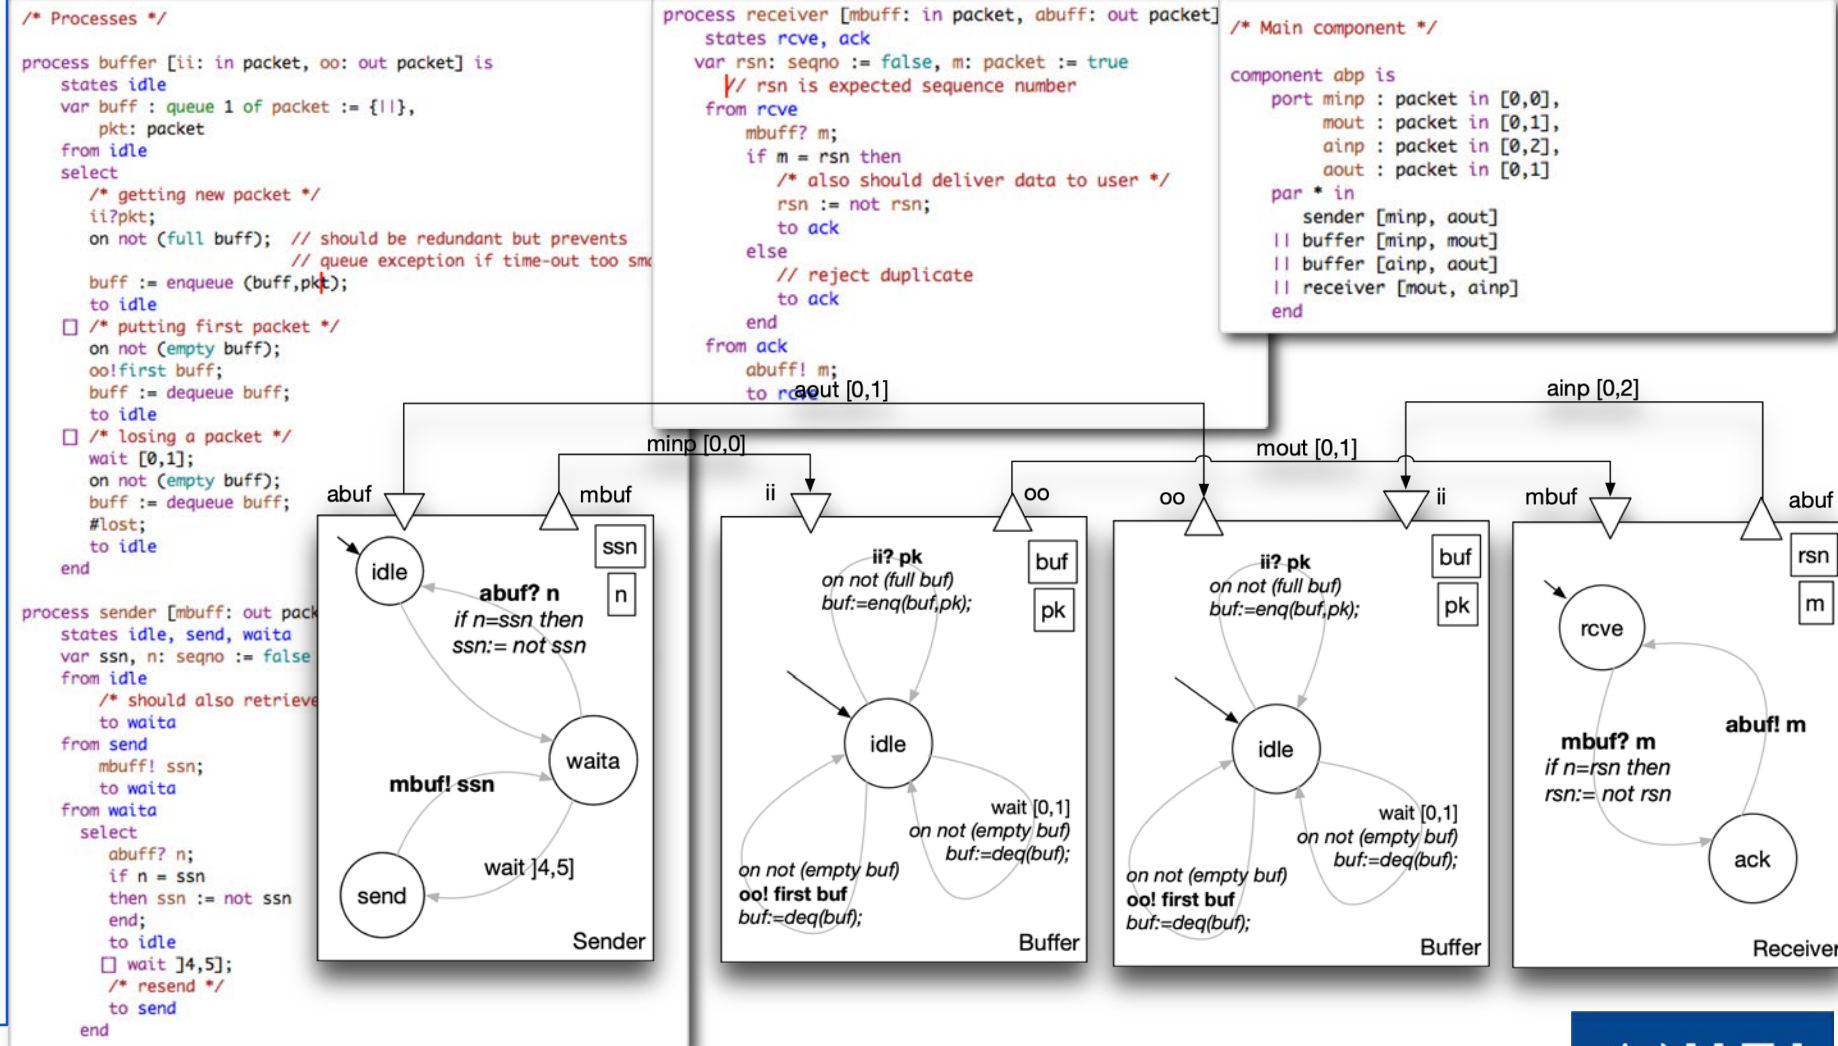 /* Processes */
process buffer [ii: in packet, oo: out packet] is
states idle
var buff : queue 1 of packet := {||},
pkt: packet
from idle
select
/* getting new packet */
ii?pkt;
on not (full buff); // should be redundant but prevents
// queue exception if time-out too sm
buff := enqueue (buff,pkt);
to idle
[] /* putting first packet */
on not (empty buff);
oo!first buff;
buff := dequeue buff;
to idle
[] /* losing a packet */
wait [0,1];
on not (empty buff);
buff := dequeue buff;
#lost;
to idle
end
process sender [mbuff: out pack
states idle, send, waita
var ssn, n: seqno := false
from idle
/* should also retrieve
to waita
from send
mbuff! ssn;
to waita
from waita
select
abuff? n;
if n = ssn
then ssn := not ssn
end;
to idle
[] wait ]4,5];
/* resend */
to send
end
process receiver [mbuff: in packet, abuff: out packet]
states rcve, ack
var rsn: seqno := false, m: packet := true
// rsn is expected sequence number
from rcve
mbuff? m;
if m = rsn then
/* also should deliver data to user */
rsn := not rsn;
to ack
else
// reject duplicate
to ack
end
from ack
abuff! m;
to rcve
/* Main component */
component abp is
port minp : packet in [0,0],
mout : packet in [0,1],
ainp : packet in [0,2],
aout : packet in [0,1]
par * in
sender [minp, aout]
|| buffer [minp, mout]
|| buffer [ainp, aout]
|| receiver [mout, ainp]
end
aout [0,1]
ainp [0,2]
minp [0,0]
mout [0,1]
abuf
mbuf
ii
oo
oo
ii
mbuf
abuf
idle
ssn
n
abuf? n
if n=ssn then
ssn:= not ssn
waita
mbuf! ssn
wait ]4,5]
send
Sender
ii? pk
on not (full buf)
buf:=enq(buf,pk);
buf
pk
idle
wait [0,1]
on not (empty buf)
buf:=deq(buf);
on not (empty buf)
oo! first buf
buf:=deq(buf);
Buffer
ii? pk
on not (full buf)
buf:=enq(buf,pk);
buf
pk
idle
wait [0,1]
on not (empty buf)
buf:=deq(buf);
on not (empty buf)
oo! first buf
buf:=deq(buf);
Buffer
rsn
m
rcve
abuf! m
mbuf? m
if n=rsn then
rsn:= not rsn
ack
Receiver